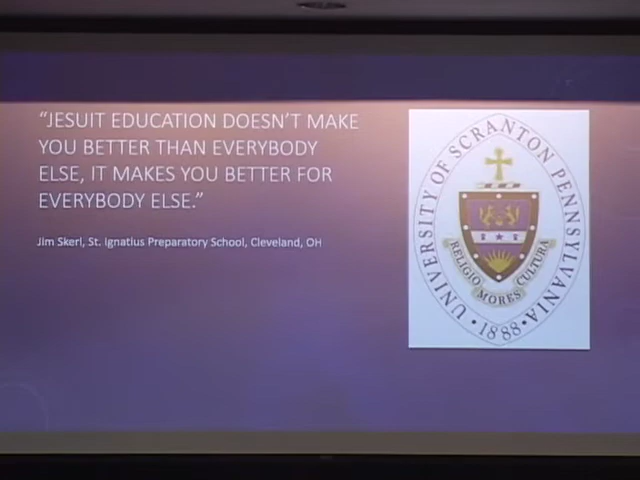 “JESUIT EDUCATION DOESN’T MAKE
YOU BETTER THAN EVERYBODY
ELSE, IT MAKES YOU BETTER FOR
EVERYBODY ELSE.”
Jim Skerl, St. Ignatius Preparatory School, Cleveland, OH
UNIVERSITY OF SCRANTON PENNSYLVANIA
RELIGIO MORES CULTURA
·1888·